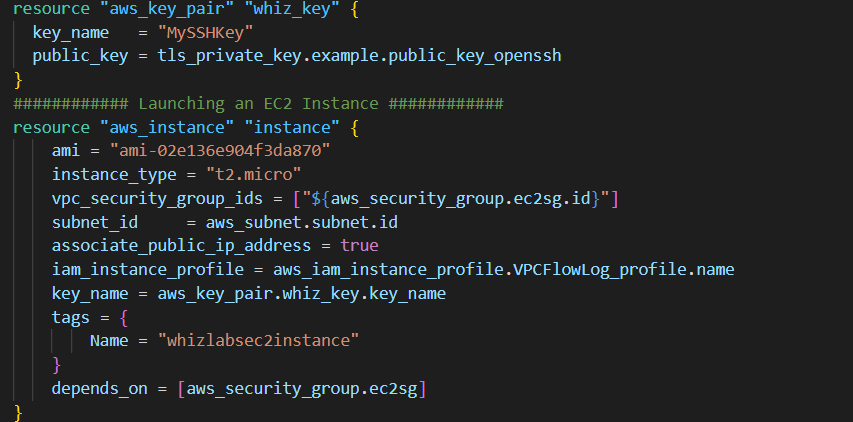 resource "aws_key_pair" "whiz_key" {
  key_name   = "MySSHKey"
  public_key = tls_private_key.example.public_key_openssh
}
############ Launching an EC2 Instance ############
resource "aws_instance" "instance" {
    ami = "ami-02e136e904f3da870"
    instance_type = "t2.micro"
    vpc_security_group_ids = ["${aws_security_group.ec2sg.id}"]
    subnet_id     = aws_subnet.subnet.id
    associate_public_ip_address = true
    iam_instance_profile = aws_iam_instance_profile.VPCFlowLog_profile.name
    key_name = aws_key_pair.whiz_key.key_name
    tags = {
        Name = "whizlabsec2instance"
    }
    depends_on = [aws_security_group.ec2sg]
}